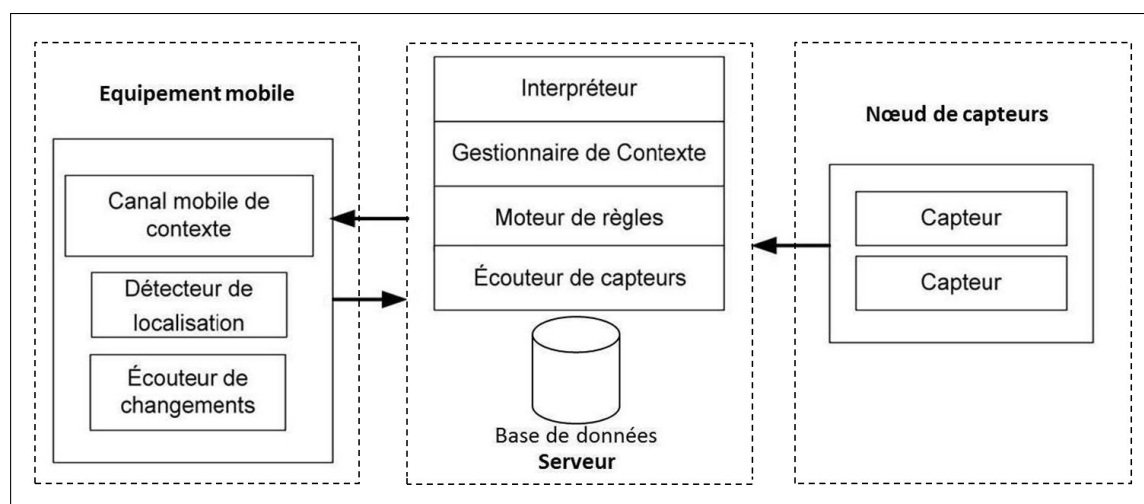 Equipement mobile
Canal mobile de
contexte
Détecteur de
localisation
Écouteur de
changements
Interpréteur
Gestionnaire de Contexte
Moteur de règles
Écouteur de capteurs
Base de données
Serveur
Nœud de capteurs
Capteur
Capteur